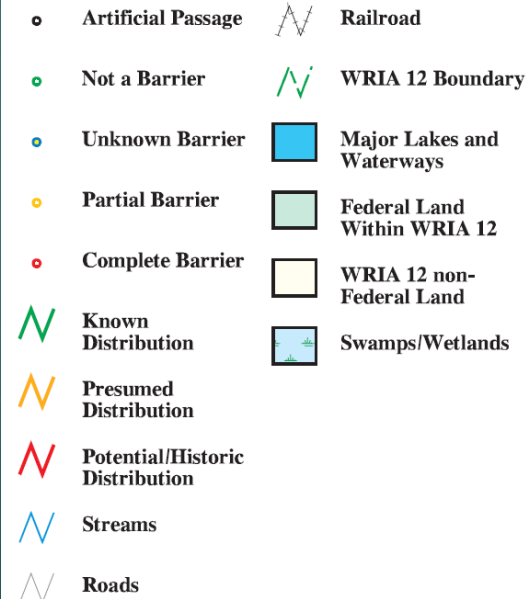 Artificial Passage
Not a Barrier
Unknown Barrier
Partial Barrier
Complete Barrier
Known
Distribution
Presumed
Distribution
Potential/Historic
Distribution
Streams
Roads
Railroad
WRIA 12 Boundary
Major Lakes and
Waterways
Federal Land
Within WRIA 12
WRIA 12 non-
Federal Land
Swamps/Wetlands